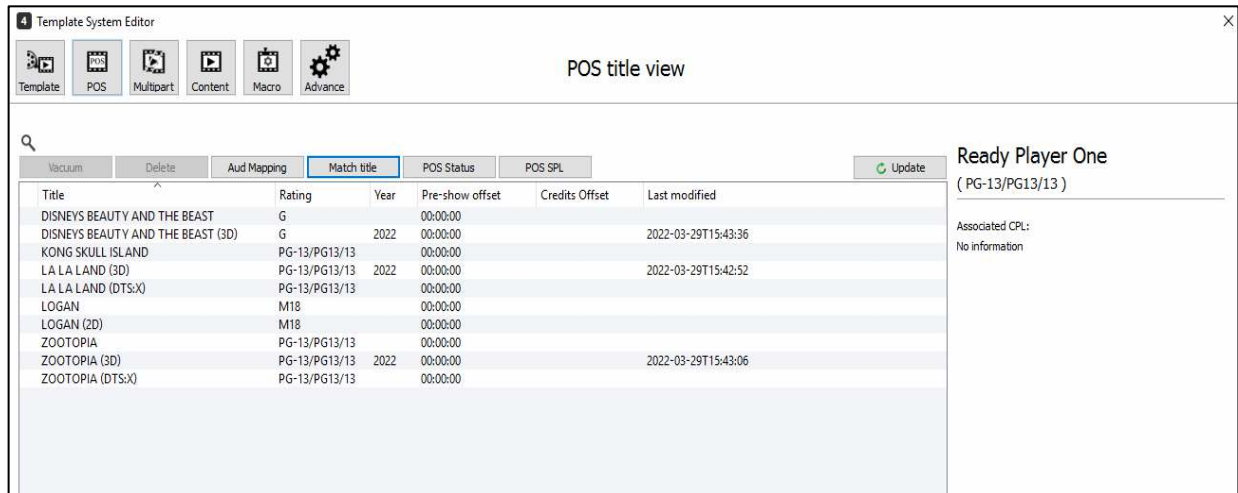 4 Template System Editor
POS
Template POS Multipart Content Macro Advance
POS title view
Vacuum Delete Aud Mapping Match title POS Status POS SPL Update
Title Rating Year Pre-show offset Credits Offset Last modified
DISNEYS BEAUTY AND THE BEAST G 00:00:00
DISNEYS BEAUTY AND THE BEAST (3D) G 2022 00:00:00 2022-03-29T15:43:36
KONG SKULL ISLAND PG-13/PG13/13 00:00:00
LA LA LAND (3D) PG-13/PG13/13 2022 00:00:00 2022-03-29T15:42:52
LA LA LAND (DTS:X) PG-13/PG13/13 00:00:00
LOGAN M18 00:00:00
LOGAN (2D) M18 00:00:00
ZOOTOPIA PG-13/PG13/13 00:00:00
ZOOTOPIA (3D) PG-13/PG13/13 2022 00:00:00 2022-03-29T15:43:06
ZOOTOPIA (DTS:X) PG-13/PG13/13 00:00:00
Ready Player One
( PG-13/PG13/13 )
Associated CPL:
No information